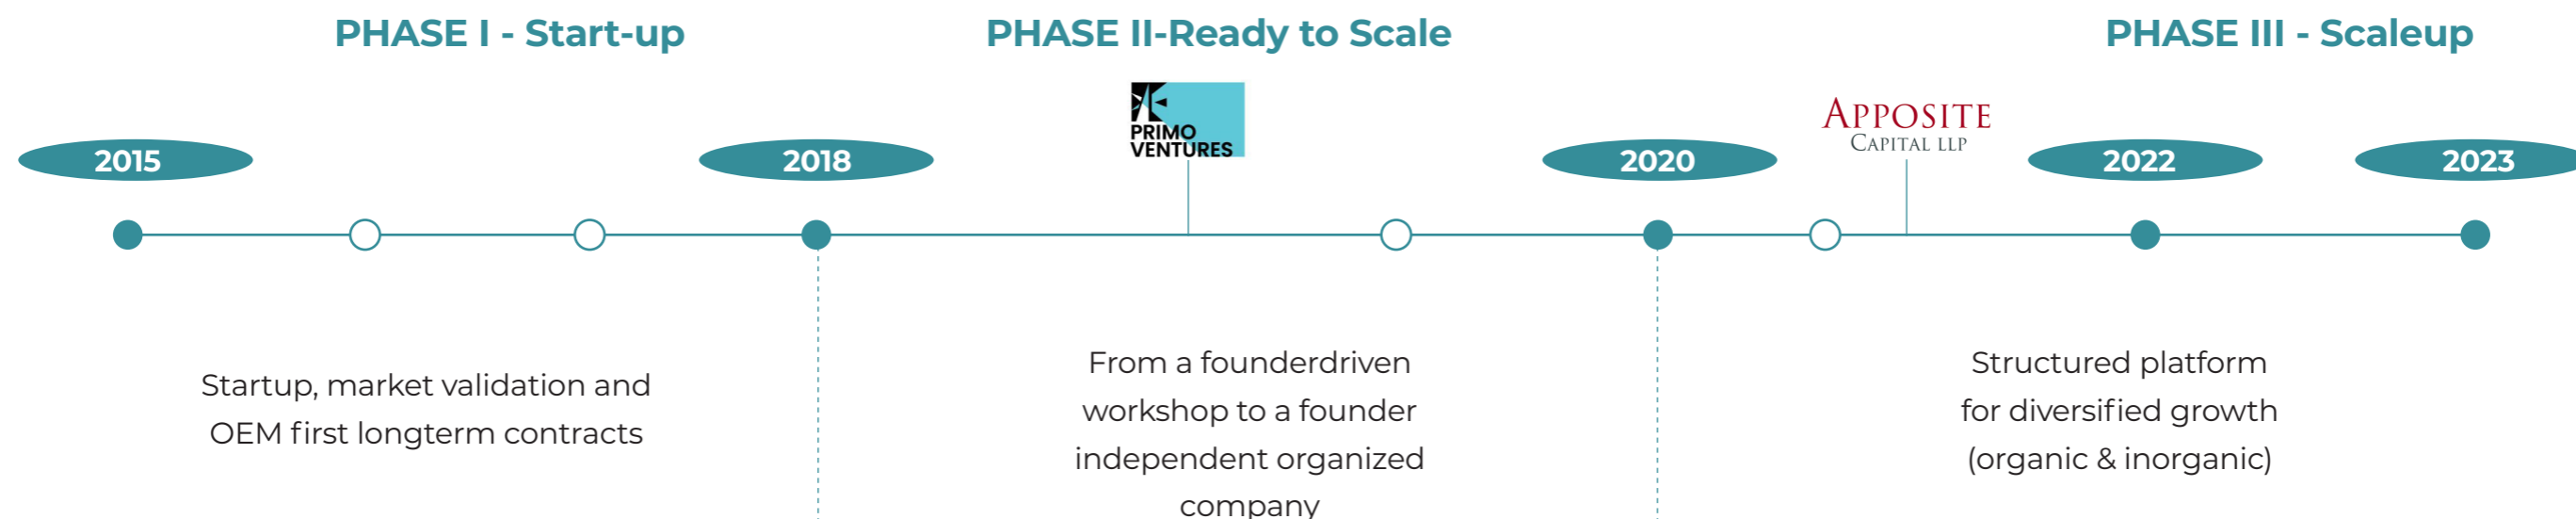 PHASE I - Start-up
PHASE II-Ready to Scale
PHASE III - Scaleup
PRIMO
VENTURES
APPOSITE
CAPITAL LLP
2015
2018
2020
2022
2023
Startup, market validation and
OEM first longterm contracts
From a founderdriven
workshop to a founder
independent organized
company
Structured platform
for diversified growth
(organic & inorganic)